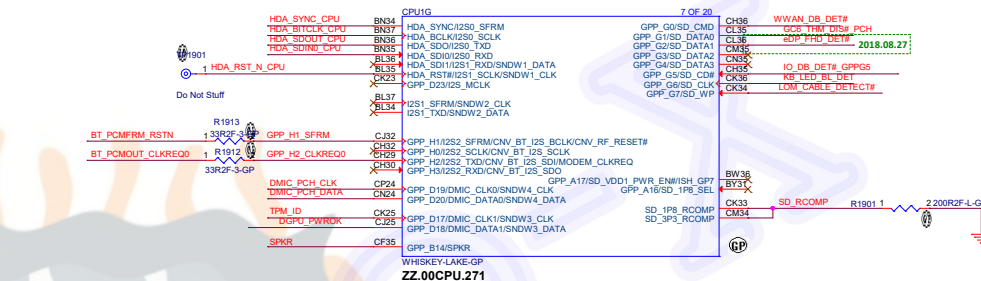 CPU1G
7 OF 20
HDA_SYNC_CPU BN34 HDA_SYNC/I2S0_SFRM
HDA_BITCLK_CPU BN37 HDA_BCLK/I2S0_SCLK
HDA_SDOUT_CPU BN36 HDA_SDO/I2S0_TXD
HDA_SDIN0_CPU BN35 HDA_SDI0/I2S0_RXD
BL36 HDA_SDI1/I2S1_RXD/SNDW1_DATA
1 HDA_RST_N_CPU BL35 HDA_RST#/I2S1_SCLK/SNDW1_CLK
CK23 GPP_D23/I2S_MCLK
Do Not Stuff
BL37 I2S1_SFRM/SNDW2_CLK
BL34 I2S1_TXD/SNDW2_DATA
R1913
BT_PCMFRM_RSTN 1 33R2F-3-GP GPP_H1_SFRM CJ32 GPP_H1/I2S2_SFRM/CNV_BT_I2S_BCLK/CNV_RF_RESET#
CH32 GPP_H0/I2S2_SCLK/CNV_BT_I2S_SCLK
R1912
BT_PCMOUT_CLKREQ0 1 GPP_H2_CLKREQ0 CH29 GPP_H2/I2S2_TXD/CNV_BT_I2S_SDI/MODEM_CLKREQ
CH30 GPP_H3/I2S2_RXD/CNV_BT_I2S_SDO
33R2F-3-GP
DMIC_PCH_CLK CP24 GPP_D19/DMIC_CLK0/SNDW4_CLK
DMIC_PCH_DATA CN24 GPP_D20/DMIC_DATA0/SNDW4_DATA
TPM_ID CK25 GPP_D17/DMIC_CLK1/SNDW3_CLK
DGPU_PWROK CJ25 GPP_D18/DMIC_DATA1/SNDW3_DATA
SPKR CF35 GPP_B14/SPKR
GPP_G0/SD_CMD CH36 WWAN_DB_DET#
GPP_G1/SD_DATA0 CL35 GC6_THM_DIS#_PCH
GPP_G2/SD_DATA1 CL36 eDP_FHD_DET#
2018.08.27
GPP_G3/SD_DATA2 CM35
GPP_G4/SD_DATA3 CN35
GPP_G5/SD_CD# CH35 IO_DB_DET#_GPPG5
GPP_G6/SD_CLK CK36 KB_LED_BL_DET
GPP_G7/SD_WP CK34 LOM_CABLE_DETECT#
GPP_A17/SD_VDD1_PWR_EN#/ISH_GP7 BW36
GPP_A16/SD_1P8_SEL BY31
SD_1P8_RCOMP CK33 SD_RCOMP R1901 1 2 200R2F-L-G
SD_3P3_RCOMP CM34
GP
WHISKEY-LAKE-GP
ZZ.00CPU.271